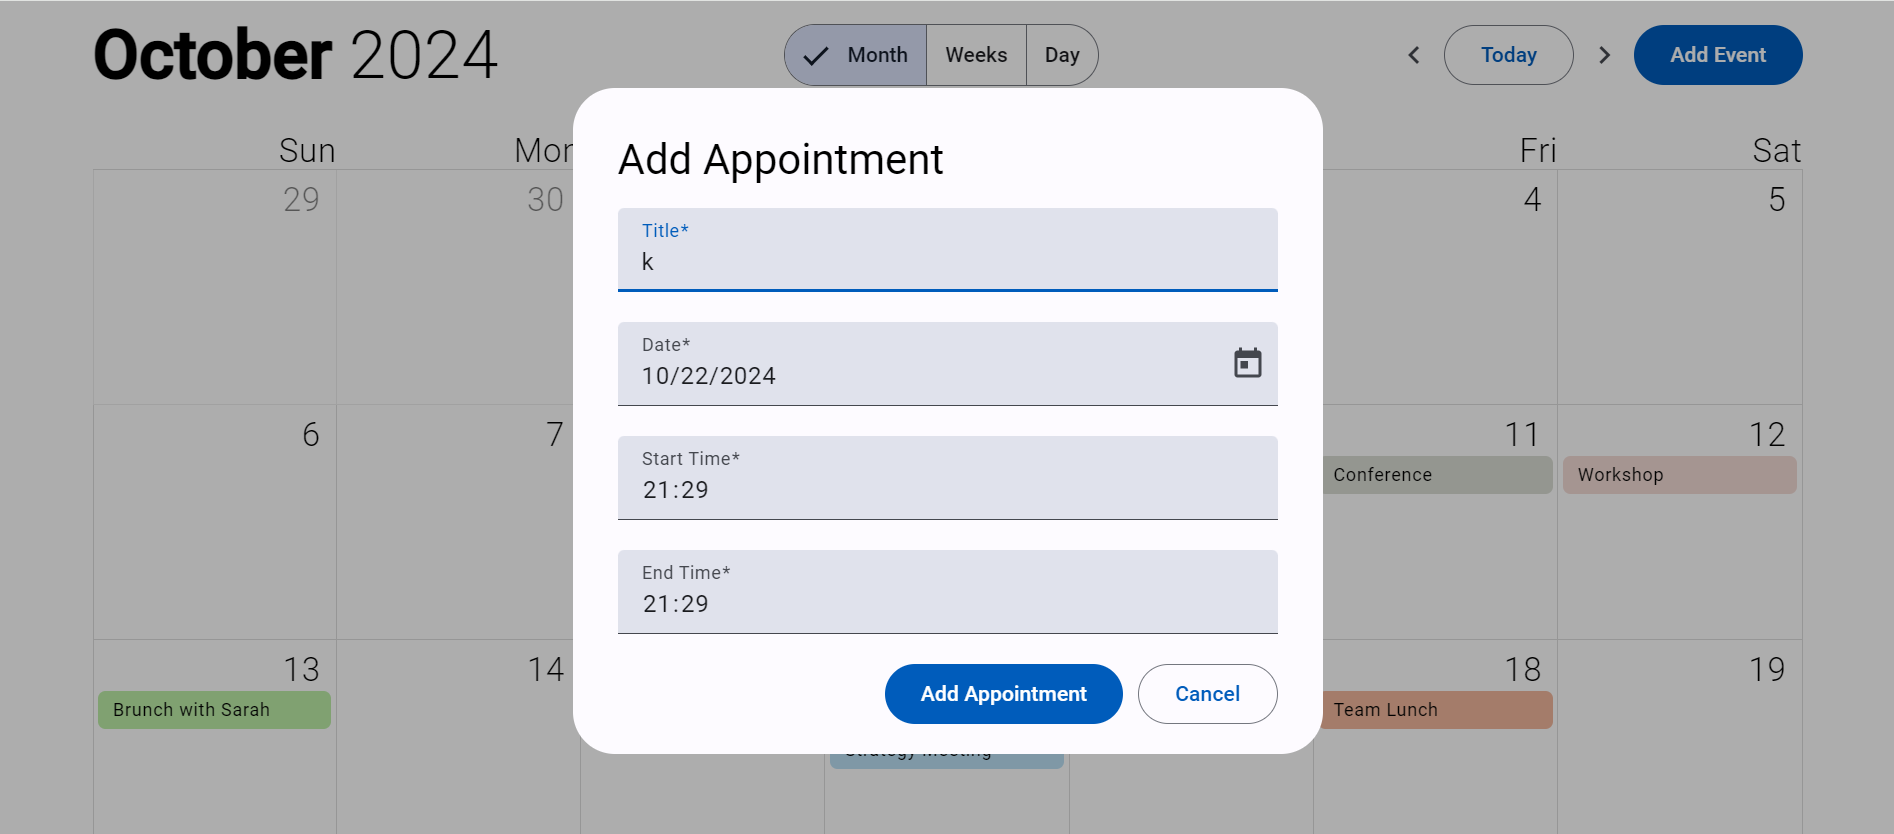 October 2024
Month Weeks Day
Today Add Event
Sun Mon Fri Sat
29 30 4 5
Add Appointment
Title*
k
Date*
10/22/2024
Start Time*
21:29
End Time*
21:29
Add Appointment Cancel
6 7 11 12
Conference Workshop
13 14 18 19
Brunch with Sarah Team Lunch
Strategy Meeting